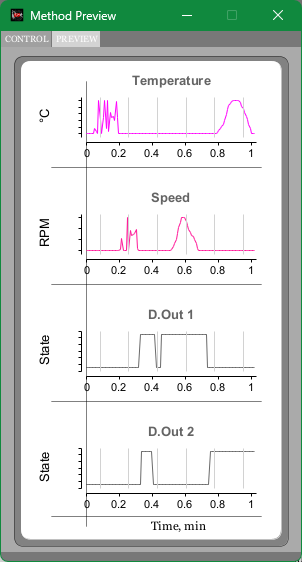 Method Preview
CONTROL PREVIEW
Temperature
°C
0 0.2 0.4 0.6 0.8 1
Speed
RPM
0 0.2 0.4 0.6 0.8 1
D.Out 1
State
0 0.2 0.4 0.6 0.8 1
D.Out 2
State
0 0.2 0.4 0.6 0.8 1
Time, min